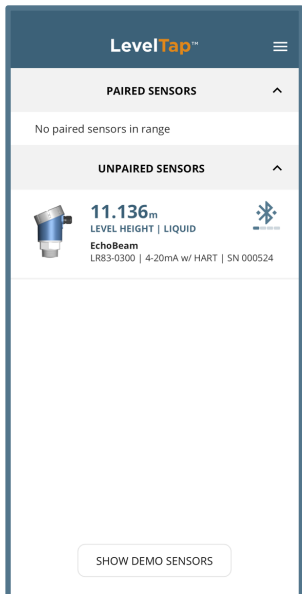 LevelTap™
PAIRED SENSORS
No paired sensors in range
UNPAIRED SENSORS
11.136m
LEVEL HEIGHT | LIQUID
EchoBeam
LR83-0300 | 4-20mA w/ HART | SN 000524
SHOW DEMO SENSORS